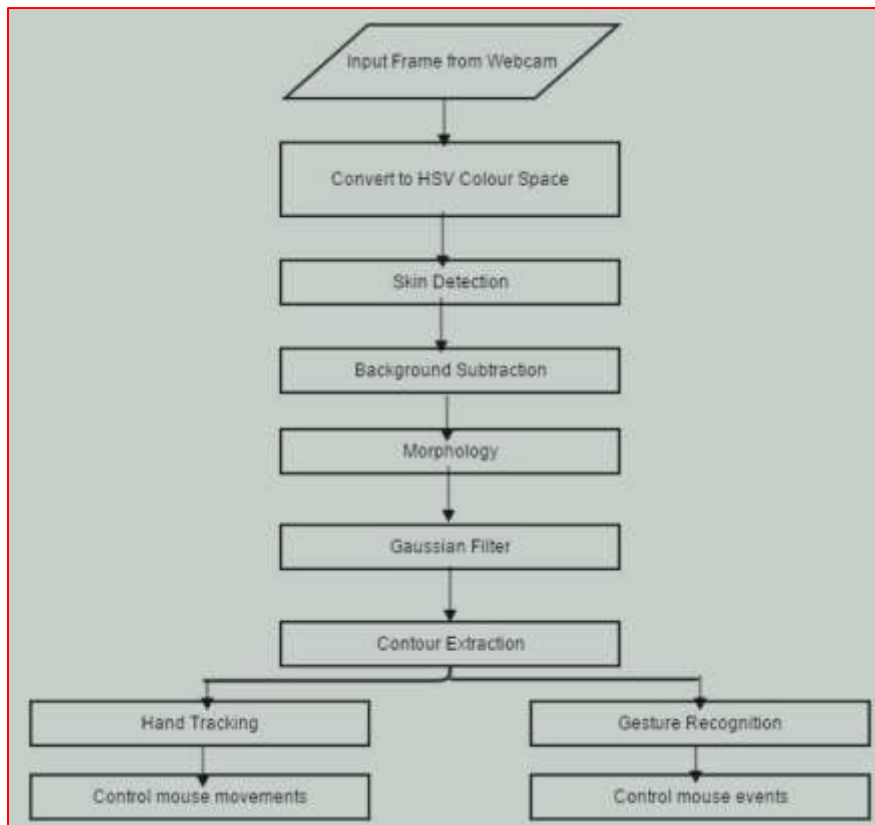 Input Frame from Webcam
Convert to HSV Colour Space
Skin Detection
Background Subtraction
Morphology
Gaussian Filter
Contour Extraction
Hand Tracking
Gesture Recognition
Control mouse movements
Control mouse events